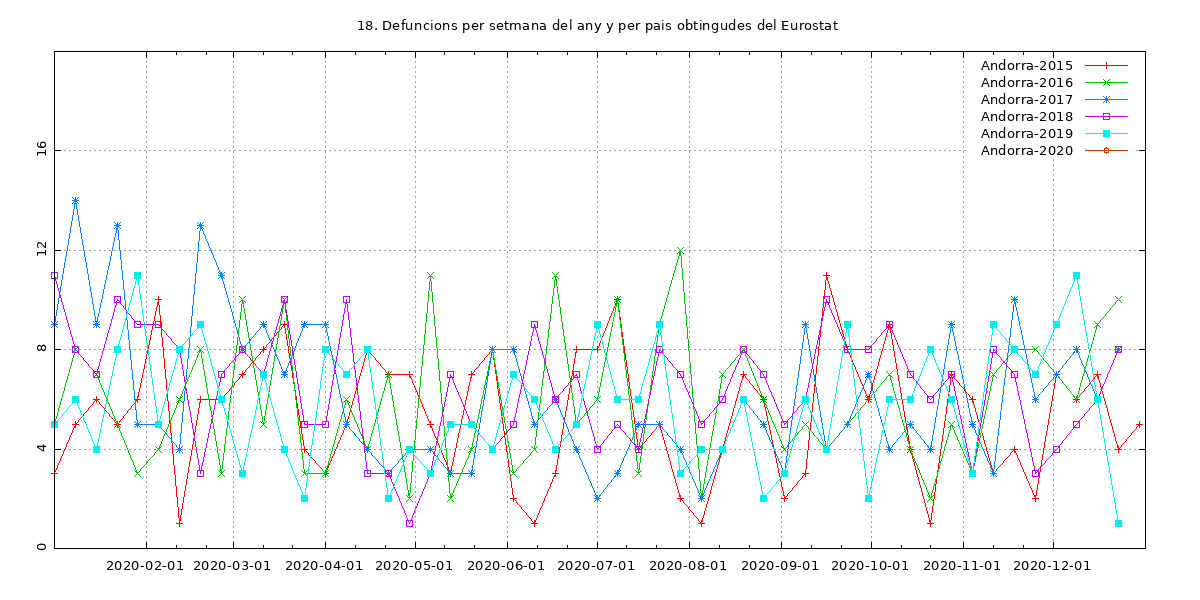 18. Defuncions per setmana del any y per pais obtingudes del Eurostat
Andorra-2015
Andorra-2016
Andorra-2017
Andorra-2018
Andorra-2019
Andorra-2020
16
12
8
4
0
2020-02-01 2020-03-01 2020-04-01 2020-05-01 2020-06-01 2020-07-01 2020-08-01 2020-09-01 2020-10-01 2020-11-01 2020-12-01